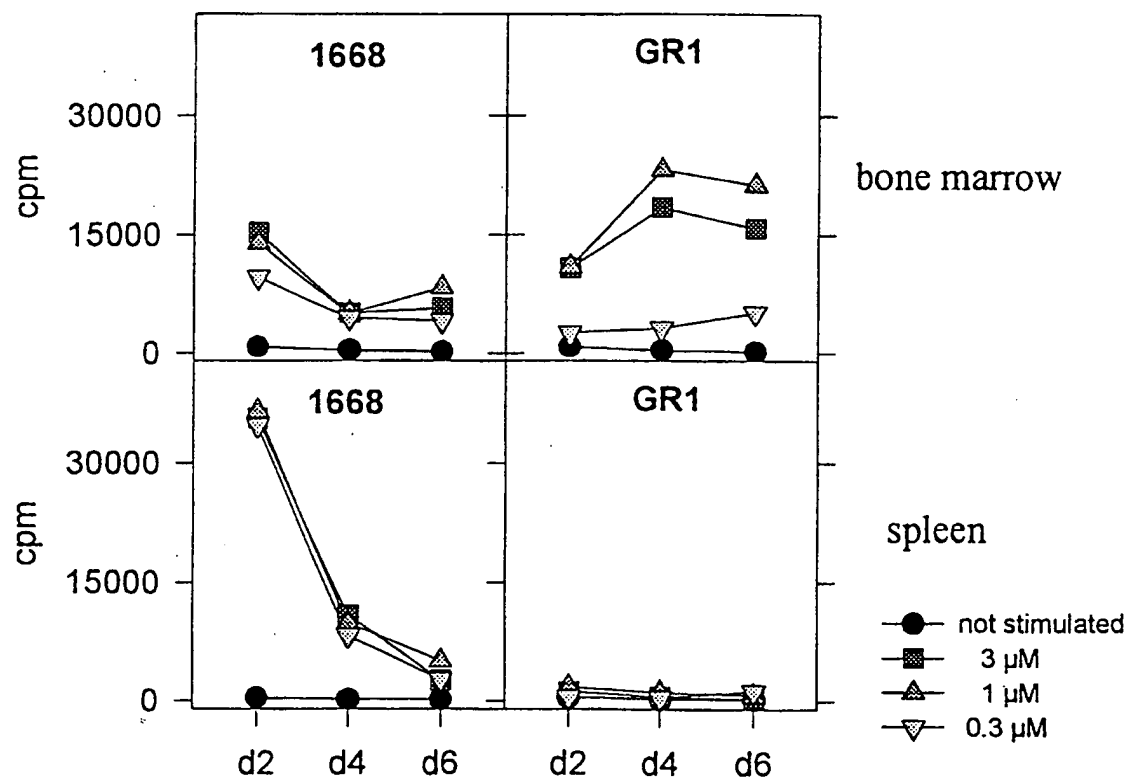 1668
GR1
30000
15000
0
cpm
bone marrow
1668
GR1
30000
15000
0
cpm
spleen
not stimulated
3 µM
1 µM
0.3 µM
d2 d4 d6 d2 d4 d6